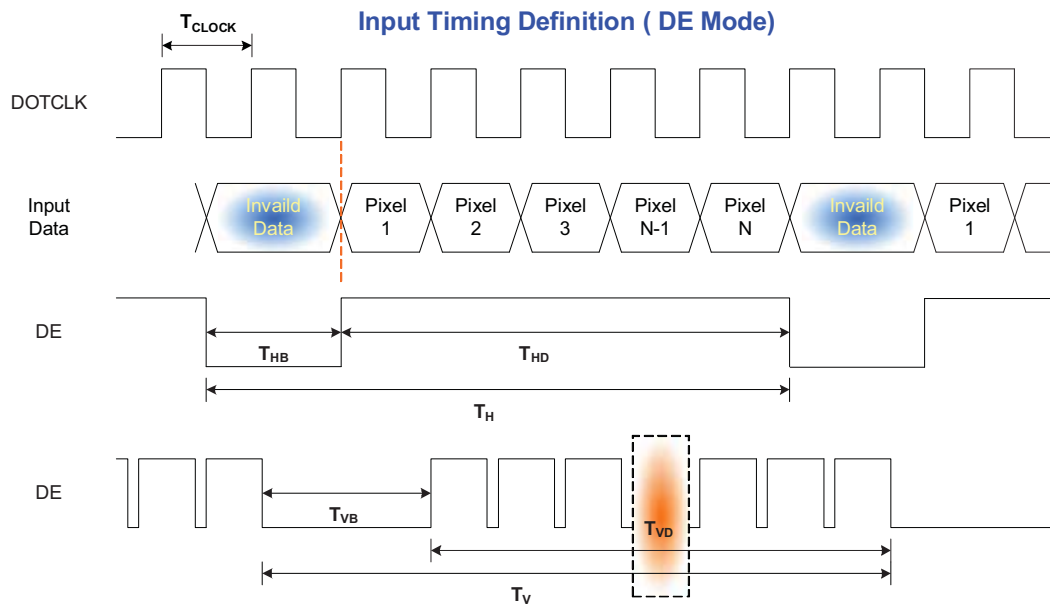 Input Timing Definition ( DE Mode)
TCLOCK
DOTCLK
Input
Data
Invaild
Data
Pixel
1
Pixel
2
Pixel
3
Pixel
N-1
Pixel
N
Invaild
Data
Pixel
1
DE
THB
THD
TH
DE
TVB
TVD
TV